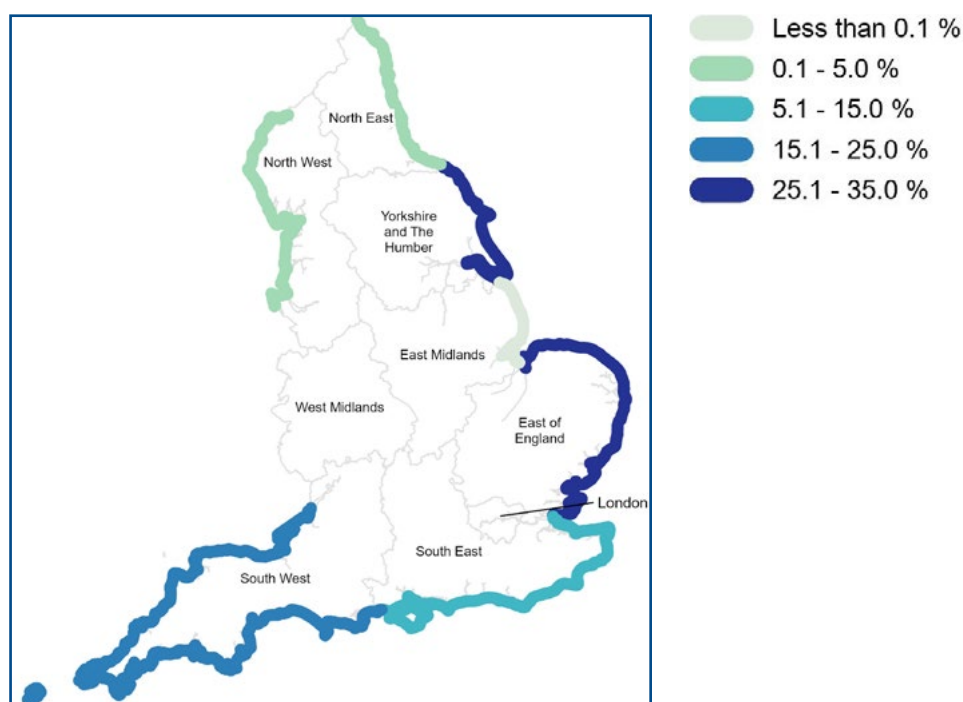 Less than 0.1 %
0.1 - 5.0 %
5.1 - 15.0 %
15.1 - 25.0 %
25.1 - 35.0 %
North East
North West
Yorkshire
and The
Humber
East Midlands
West Midlands
East of
England
London
South East
South West